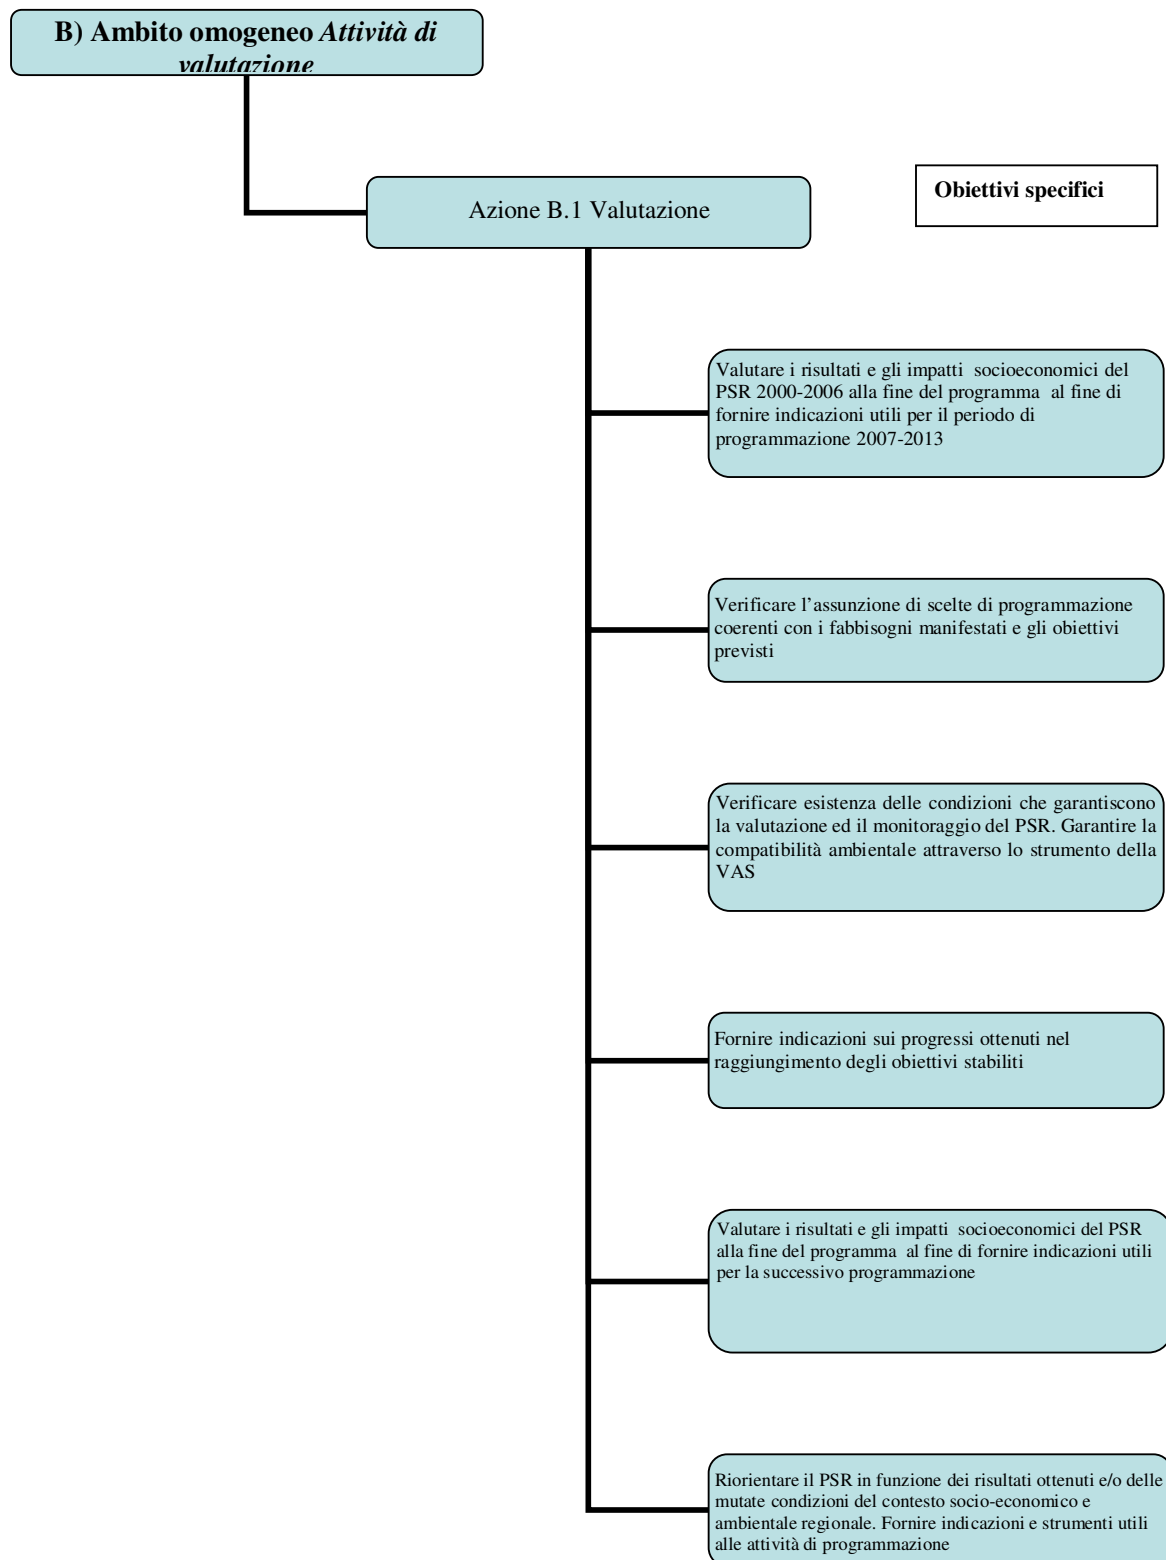 B) Ambito omogeneo Attività di
valutazione
Azione B.1 Valutazione
Obiettivi specifici
Valutare i risultati e gli impatti socioeconomici del
PSR 2000-2006 alla fine del programma al fine di
fornire indicazioni utili per il periodo di
programmazione 2007-2013
Verificare l’assunzione di scelte di programmazione
coerenti con i fabbisogni manifestati e gli obiettivi
previsti
Verificare esistenza delle condizioni che garantiscono
la valutazione ed il monitoraggio del PSR. Garantire la
compatibilità ambientale attraverso lo strumento della
VAS
Fornire indicazioni sui progressi ottenuti nel
raggiungimento degli obiettivi stabiliti
Valutare i risultati e gli impatti socioeconomici del PSR
alla fine del programma al fine di fornire indicazioni utili
per la successivo programmazione
Riorientare il PSR in funzione dei risultati ottenuti e/o delle
mutate condizioni del contesto socio-economico e
ambientale regionale. Fornire indicazioni e strumenti utili
alle attività di programmazione